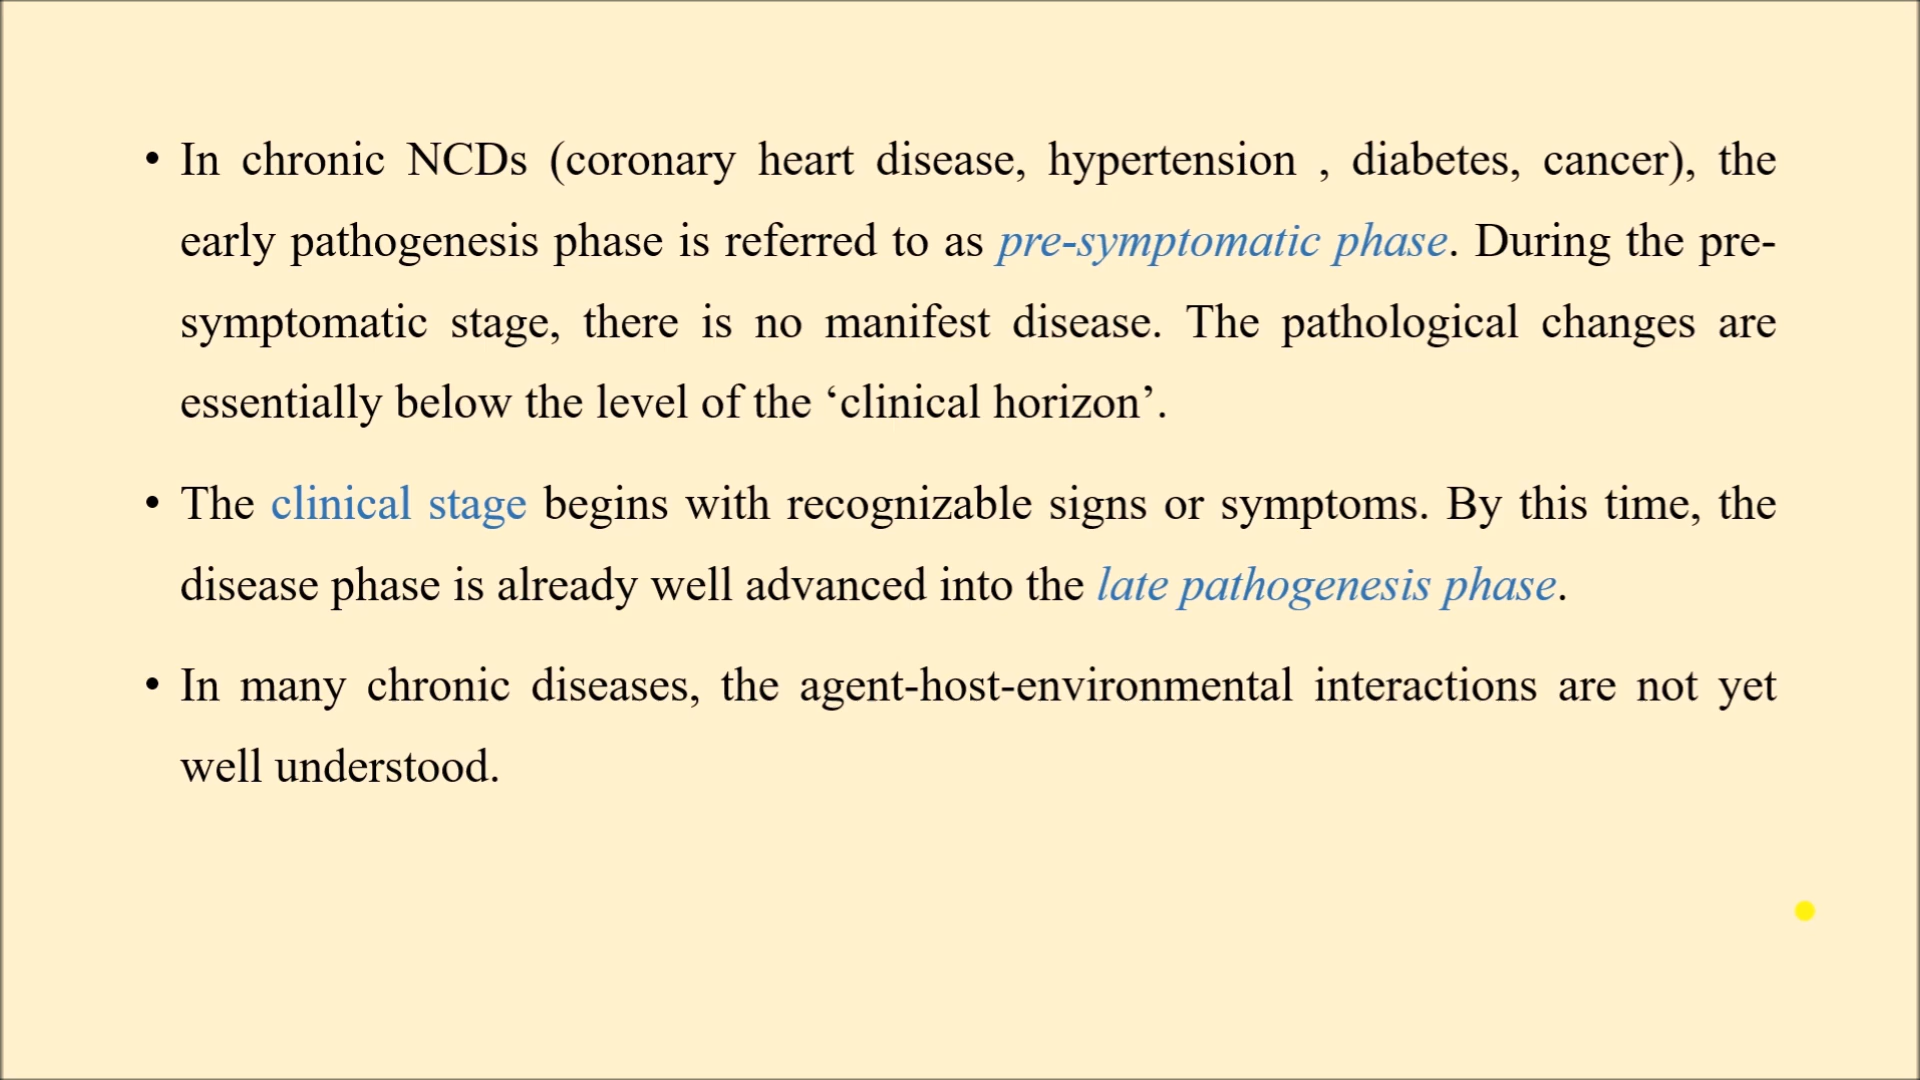 • In chronic NCDs (coronary heart disease, hypertension , diabetes, cancer), the
early pathogenesis phase is referred to as pre-symptomatic phase. During the pre-
symptomatic stage, there is no manifest disease. The pathological changes are
essentially below the level of the ‘clinical horizon’.
• The clinical stage begins with recognizable signs or symptoms. By this time, the
disease phase is already well advanced into the late pathogenesis phase.
• In many chronic diseases, the agent-host-environmental interactions are not yet
well understood.